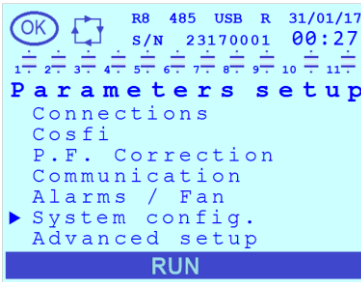 OK R8 485 USB R 31/01/17
S/N 23170001 00:27
1 2 3 4 5 6 7 8 9 10 11
Parameters setup
Connections
Cosfi
P.F. Correction
Communication
Alarms / Fan
System config.
Advanced setup
RUN